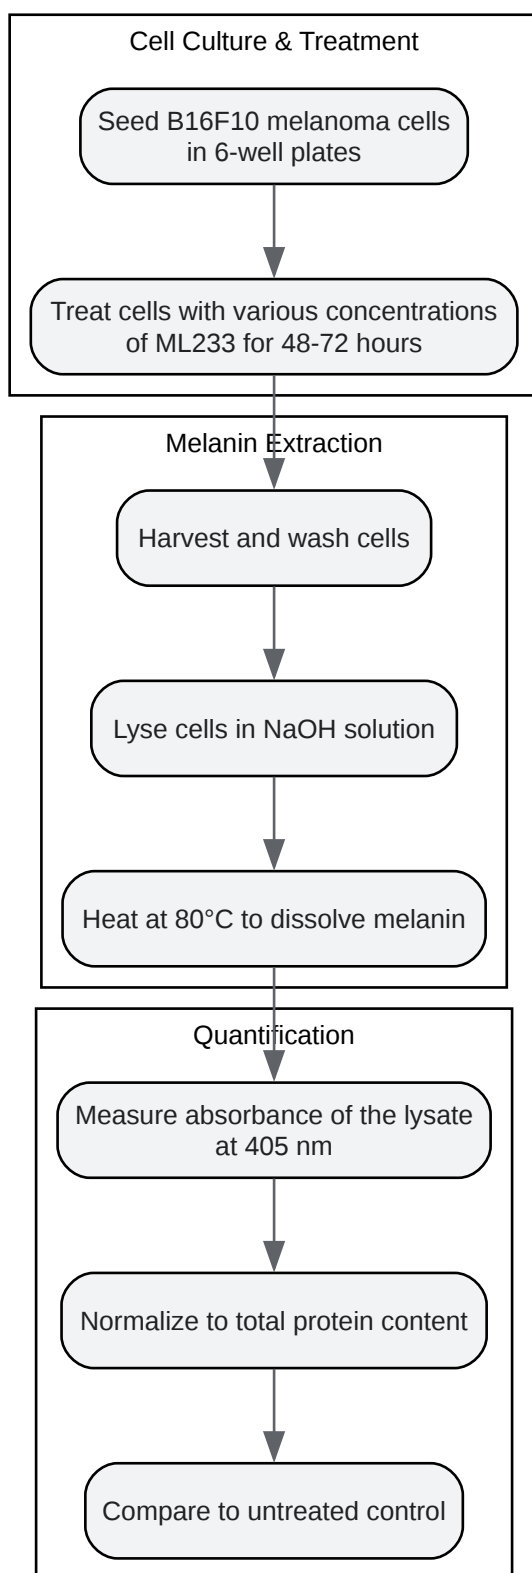 Cell Culture & Treatment
Seed B16F10 melanoma cells
in 6-well plates
Treat cells with various concentrations
of ML233 for 48-72 hours
Melanin Extraction
Harvest and wash cells
Lyse cells in NaOH solution
Heat at 80°C to dissolve melanin
Quantification
Measure absorbance of the lysate
at 405 nm
Normalize to total protein content
Compare to untreated control